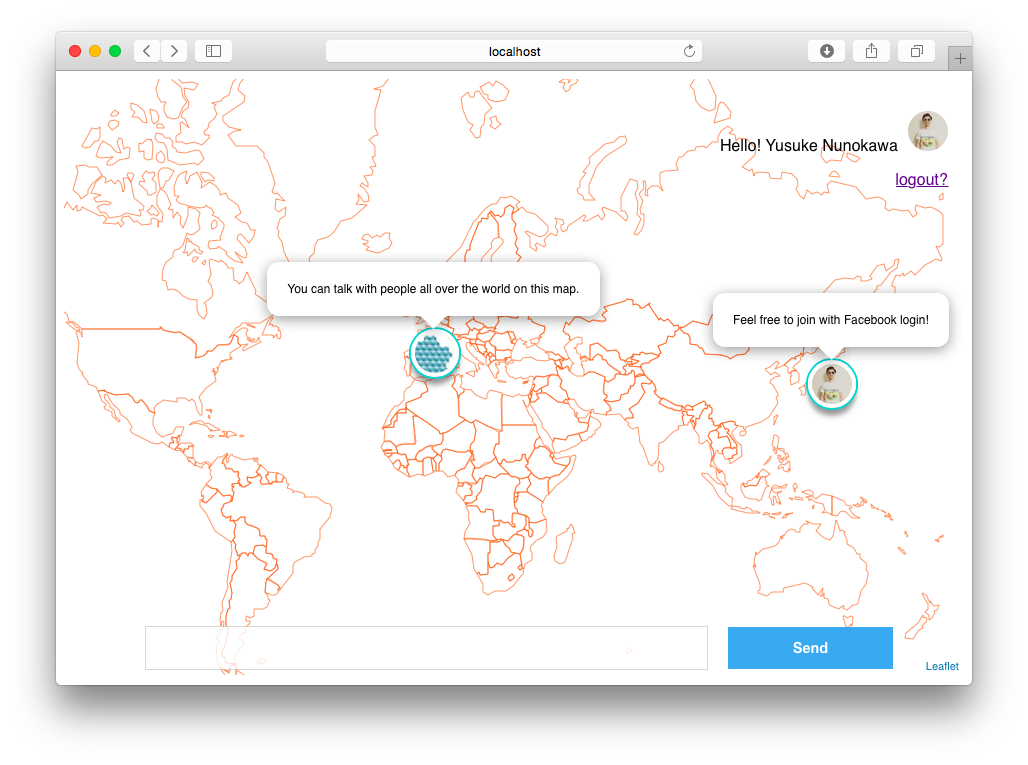 localhost
Hello! Yusuke Nunokawa
logout?
You can talk with people all over the world on this map.
Feel free to join with Facebook login!
Send
Leaflet